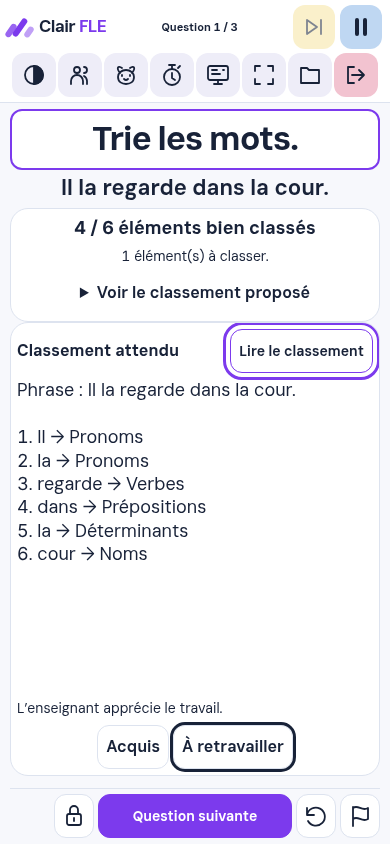 Clair FLE
Question 1 / 3
Trie les mots.
Il la regarde dans la cour.
4 / 6 éléments bien classés
1 élément(s) à classer.
▶ Voir le classement proposé
Classement attendu
Lire le classement
Phrase : Il la regarde dans la cour.
1. Il → Pronoms
2. la → Pronoms
3. regarde → Verbes
4. dans → Prépositions
5. la → Déterminants
6. cour → Noms
L’enseignant apprécie le travail.
Acquis
À retravailler
Question suivante